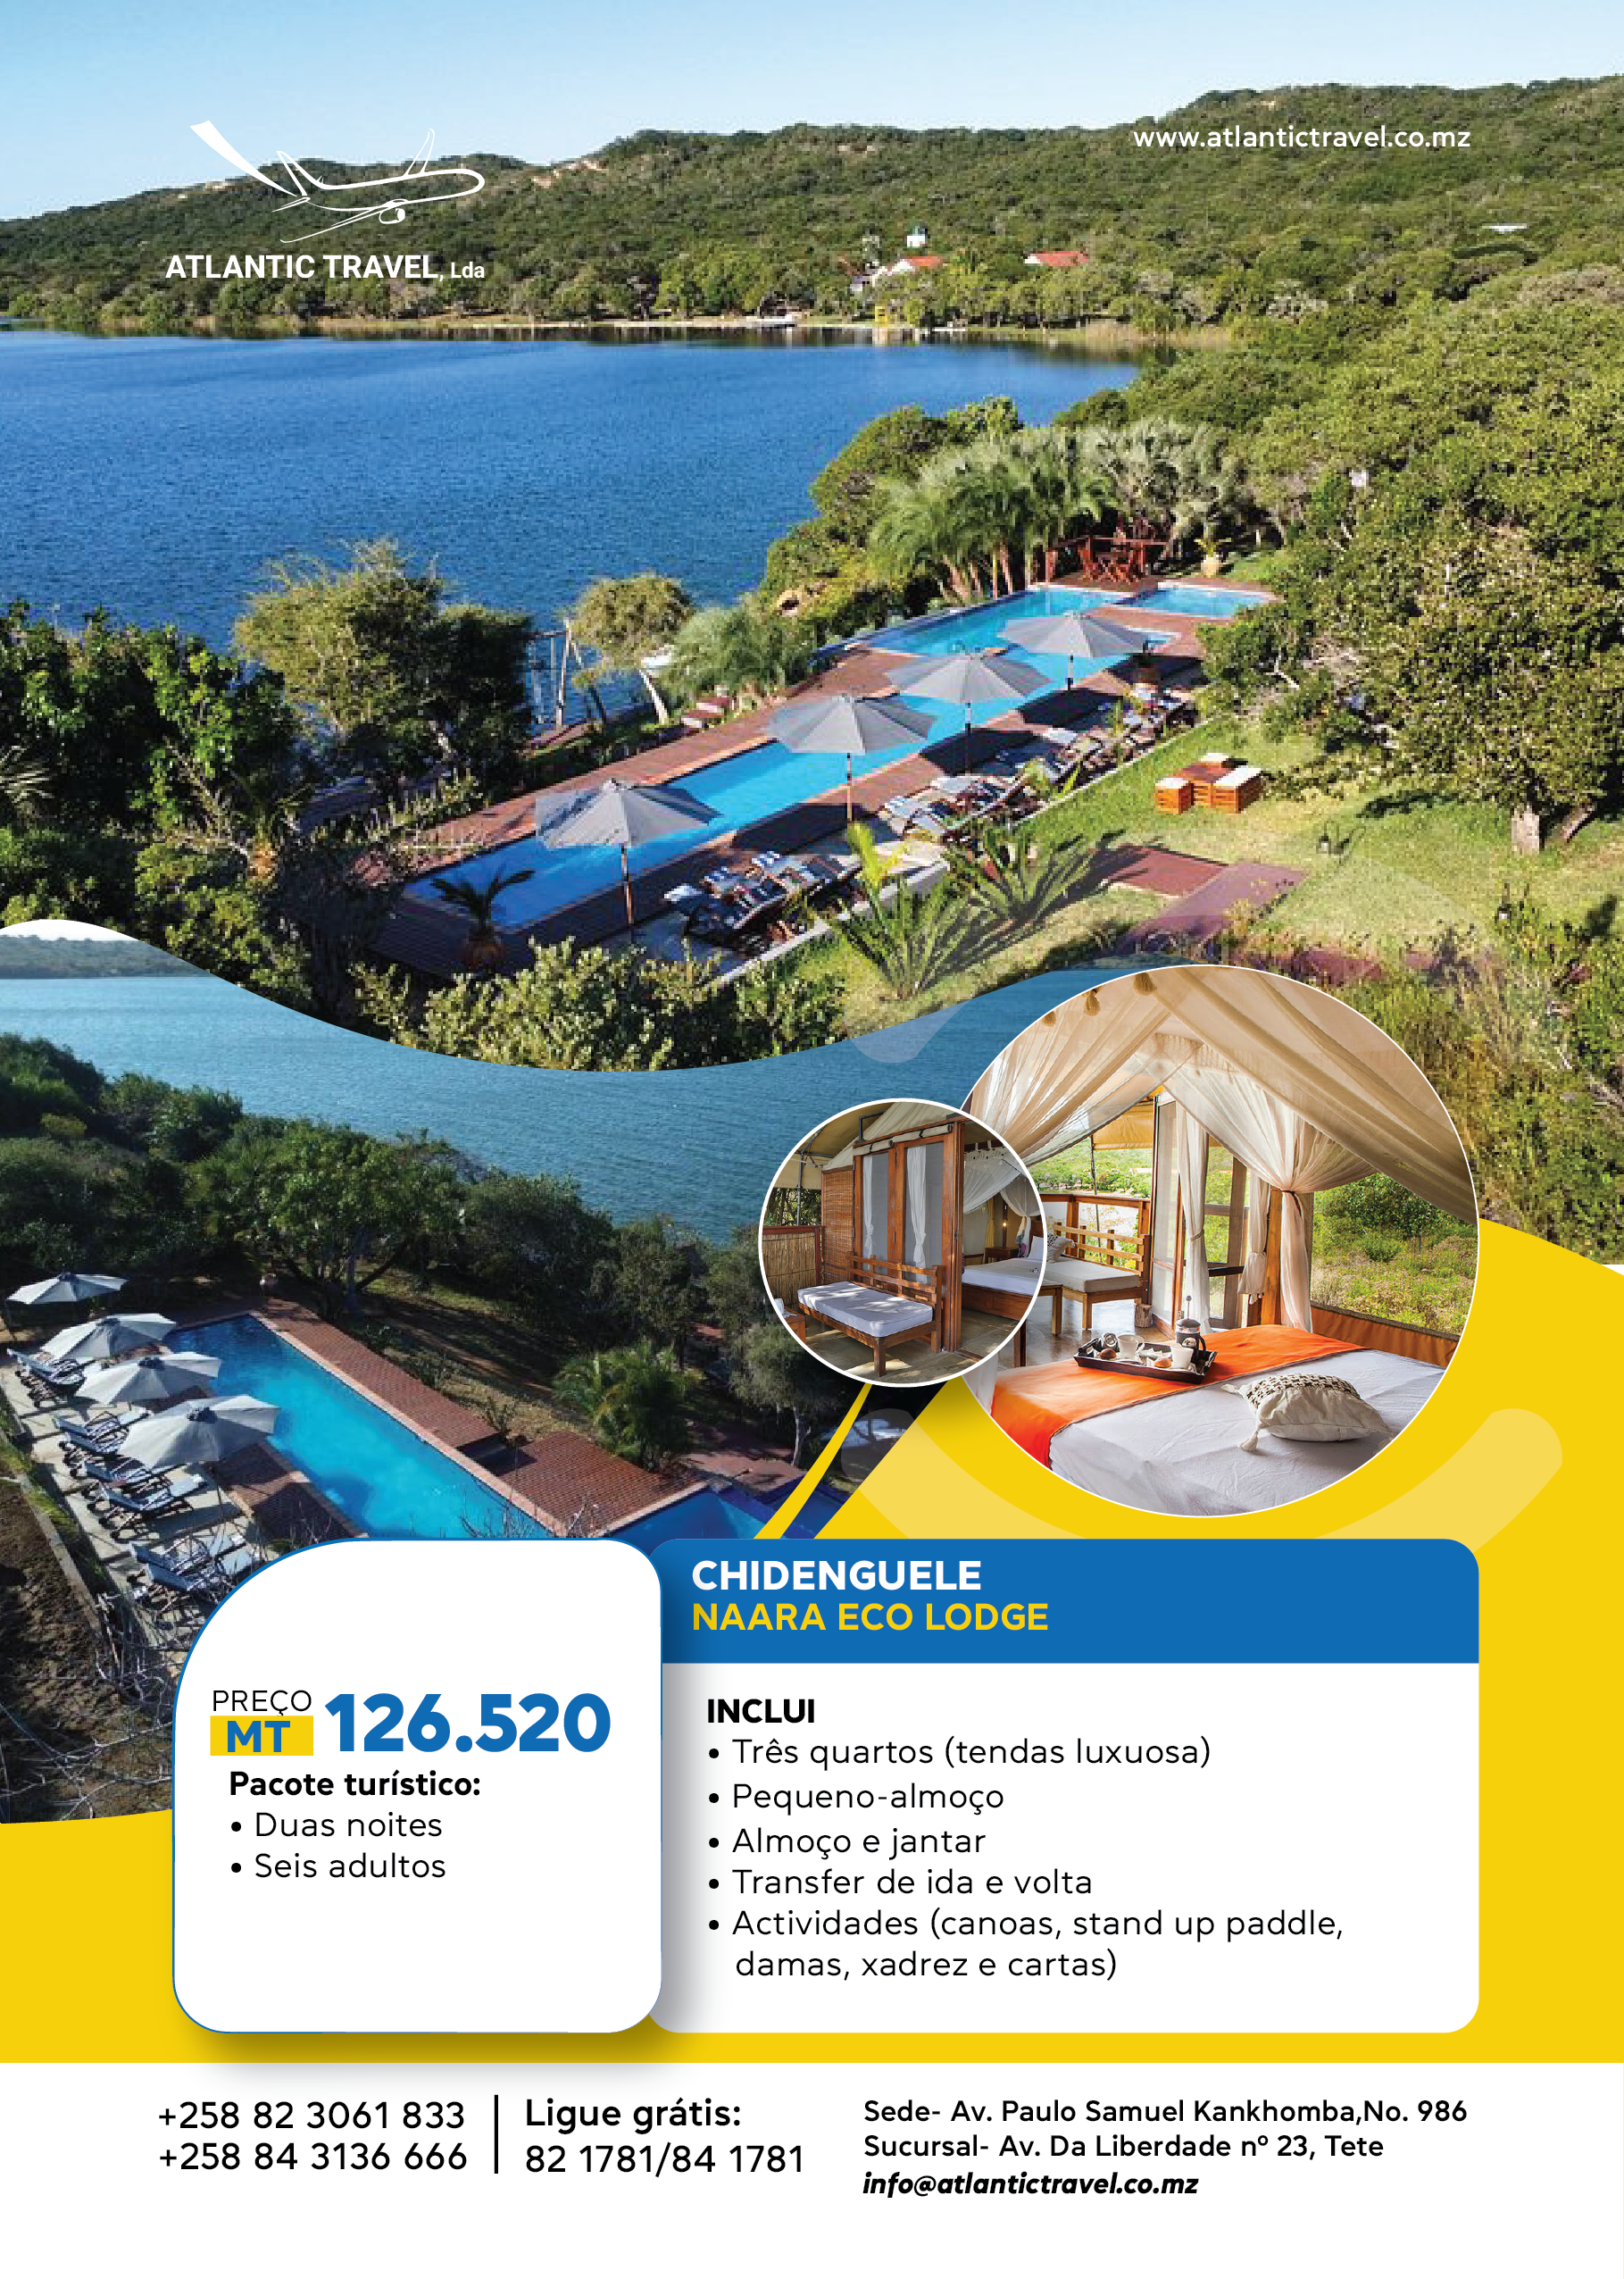 www.atlantictravel.co.mz
ATLANTIC TRAVEL, Lda
CHIDENGUELE
NAARA ECO LODGE
PREÇO
MT 126.520
Pacote turístico:
• Duas noites
• Seis adultos
INCLUI
• Três quartos (tendas luxuosa)
• Pequeno-almoço
• Almoço e jantar
• Transfer de ida e volta
• Actividades (canoas, stand up paddle,
damas, xadrez e cartas)
+258 82 3061 833
+258 84 3136 666
Ligue grátis:
82 1781/84 1781
Sede- Av. Paulo Samuel Kankhomba,No. 986
Sucursal- Av. Da Liberdade nº 23, Tete
info@atlantictravel.co.mz